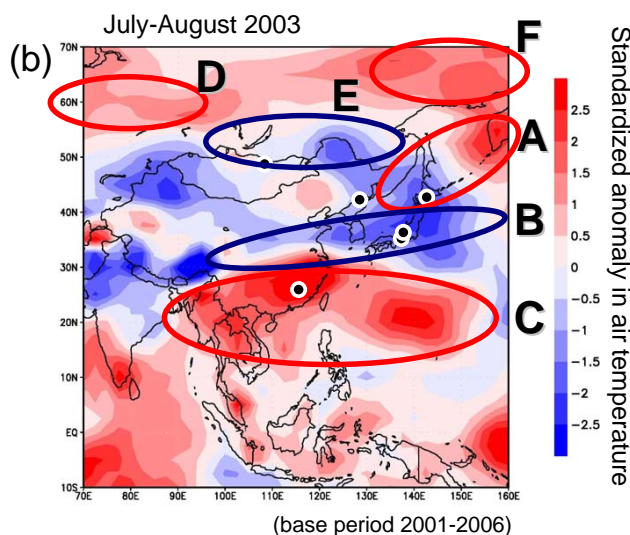 July-August 2003
(b)
F
D
E
A
B
C
70N
60N
50N
40N
30N
20N
10N
EQ
10S
70E
80E
90E
100E
110E
120E
130E
140E
150E
160E
2.5
2
1.5
1
0.5
0
−0.5
−1
−1.5
−2
−2.5
Standardized anomaly in air temperature
(base period 2001-2006)